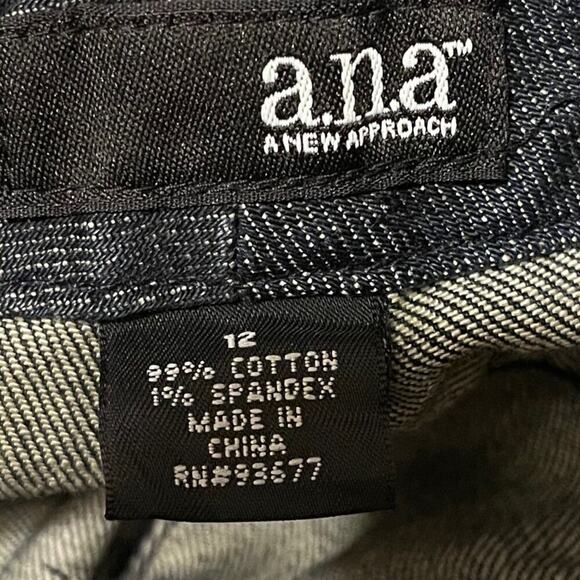 a.n.a™
A NEW APPROACH
12
99% COTTON
1% SPANDEX
MADE IN
CHINA
RN#93677